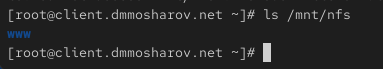 [root@client.dmmosharov.net ~]# ls /mnt/nfs
www
[root@client.dmmosharov.net ~]#